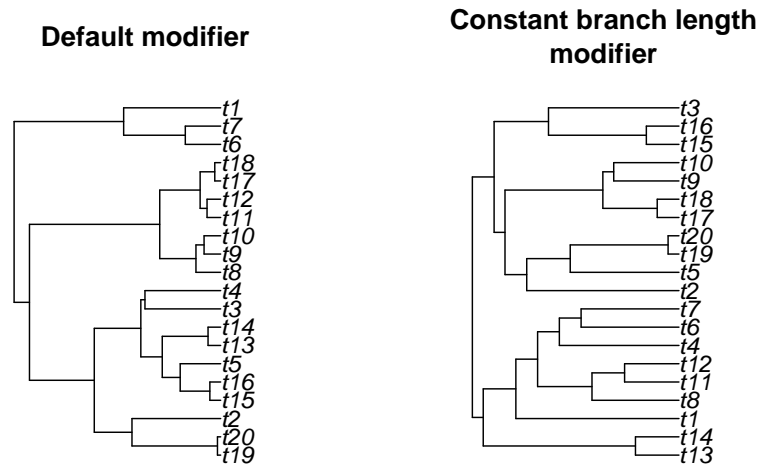 Default modifier
t1
t7
t6
t18
t17
t12
t11
t10
t9
t8
t4
t3
t14
t13
t5
t16
t15
t2
t20
t19
Constant branch length
modifier
t3
t16
t15
t10
t9
t18
t17
t20
t19
t5
t2
t7
t6
t4
t12
t11
t8
t1
t14
t13